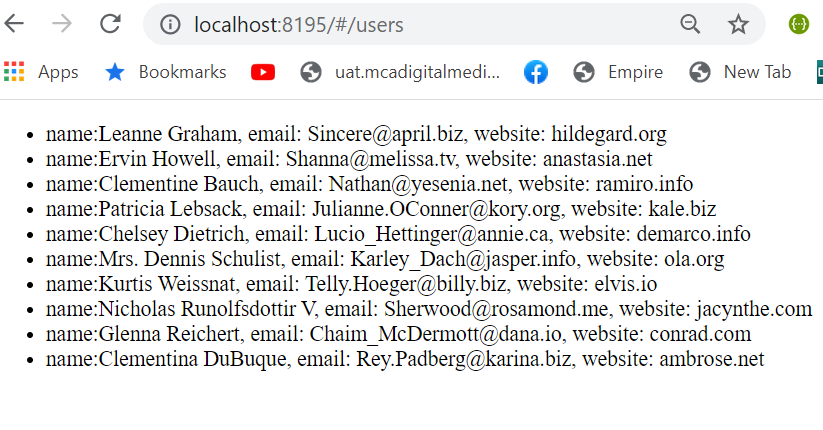 localhost:8195/#/users
Apps Bookmarks uat.mcadigitalmedi... Empire New Tab
name:Leanne Graham, email: Sincere@april.biz, website: hildegard.org
name:Ervin Howell, email: Shanna@melissa.tv, website: anastasia.net
name:Clementine Bauch, email: Nathan@yesenia.net, website: ramiro.info
name:Patricia Lebsack, email: Julianne.OConner@kory.org, website: kale.biz
name:Chelsey Dietrich, email: Lucio_Hettinger@annie.ca, website: demarco.info
name:Mrs. Dennis Schulist, email: Karley_Dach@jasper.info, website: ola.org
name:Kurtis Weissnat, email: Telly.Hoeger@billy.biz, website: elvis.io
name:Nicholas Runolfsdottir V, email: Sherwood@rosamond.me, website: jacynthe.com
name:Glenna Reichert, email: Chaim_McDermott@dana.io, website: conrad.com
name:Clementina DuBuque, email: Rey.Padberg@karina.biz, website: ambrose.net